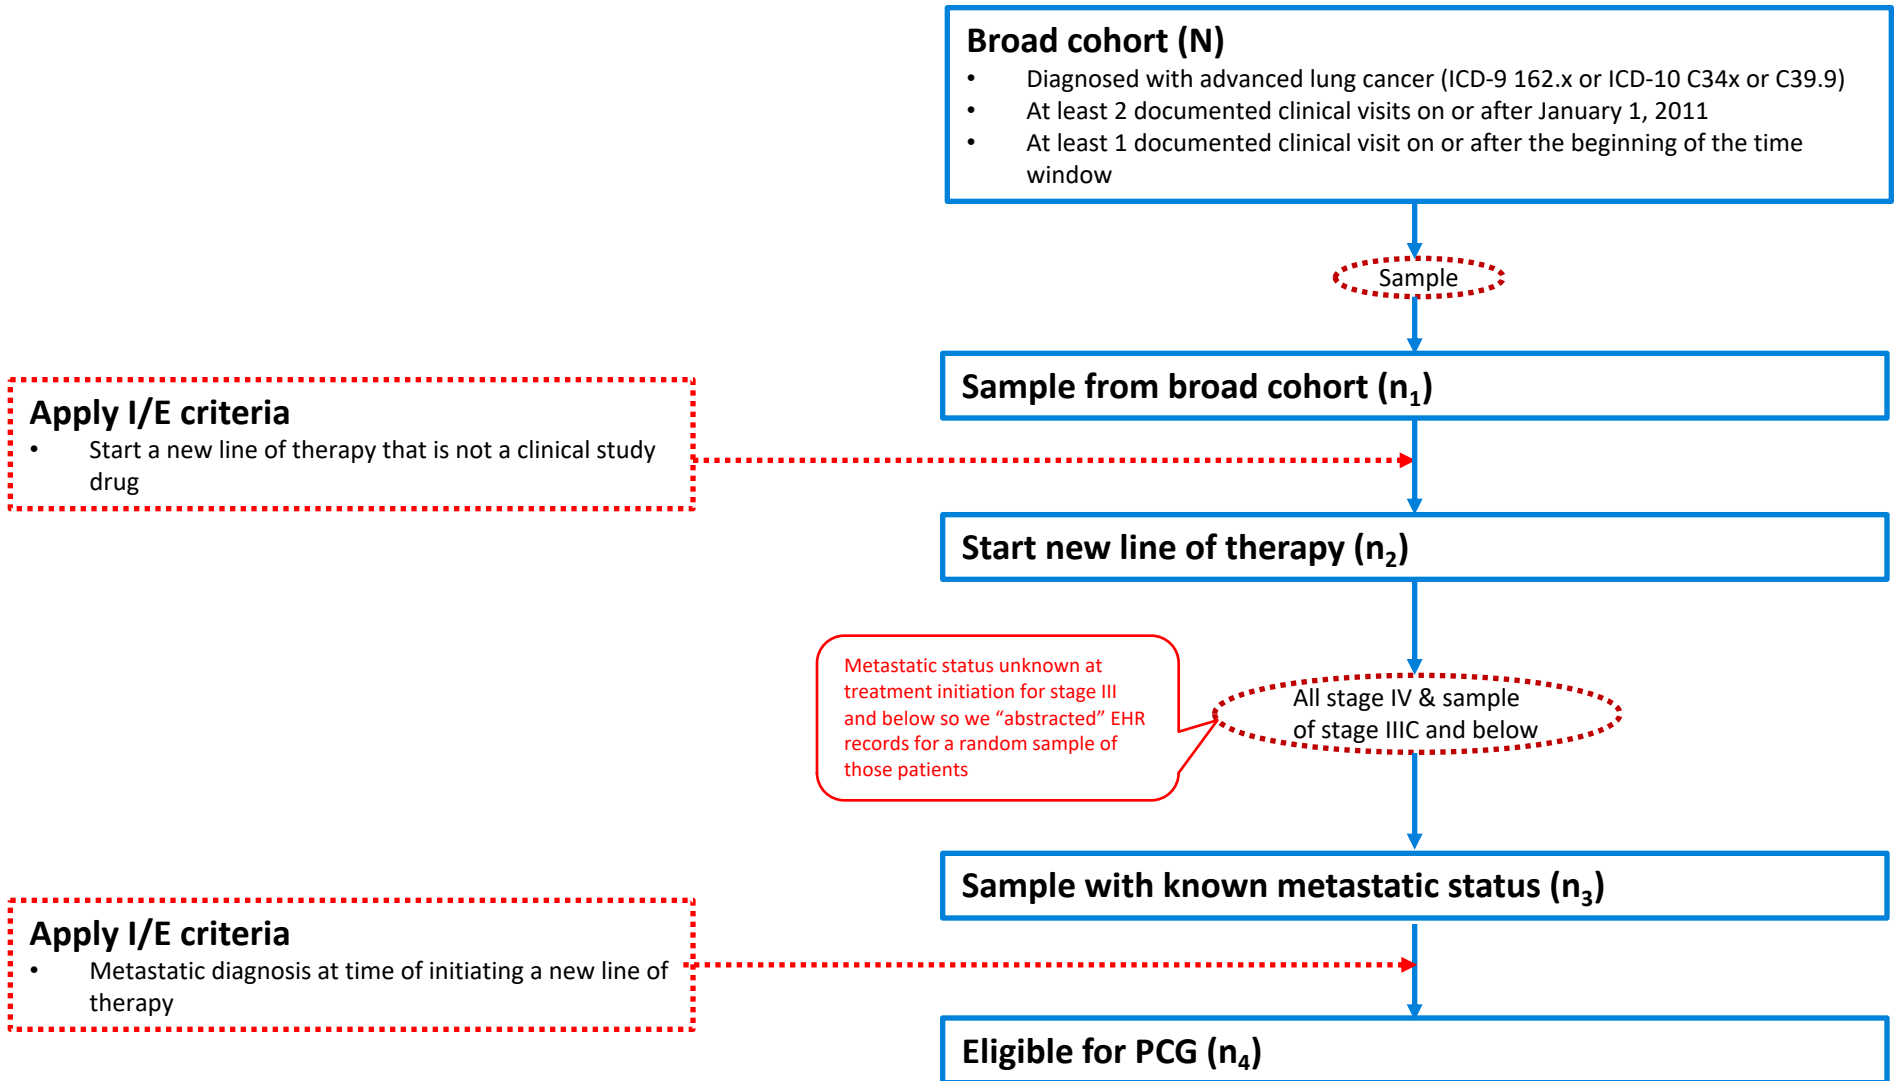 Broad cohort (N)
• Diagnosed with advanced lung cancer (ICD-9 162.x or ICD-10 C34x or C39.9)
• At least 2 documented clinical visits on or after January 1, 2011
• At least 1 documented clinical visit on or after the beginning of the time
window
Sample
Sample from broad cohort (n₁)
Apply I/E criteria
• Start a new line of therapy that is not a clinical study
drug
Start new line of therapy (n₂)
Metastatic status unknown at
treatment initiation for stage III
and below so we “abstracted” EHR
records for a random sample of
those patients
All stage IV & sample
of stage IIIC and below
Sample with known metastatic status (n₃)
Apply I/E criteria
• Metastatic diagnosis at time of initiating a new line of
therapy
Eligible for PCG (n₄)